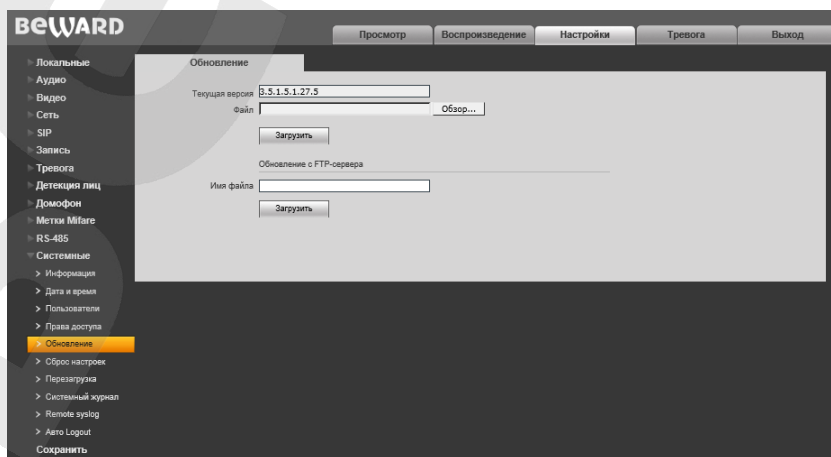 BEWARD
Просмотр
Воспроизведение
Настройки
Тревога
Выход
Локальные
Аудио
Видео
Сеть
SIP
Запись
Тревога
Детекция лиц
Домофон
Метки Mifare
RS-485
Системные
Информация
Дата и время
Пользователи
Права доступа
Обновление
Сброс настроек
Перезагрузка
Системный журнал
Remote syslog
Авто Logout
Сохранить
Обновление
Текущая версия 3.5.1.5.1.27.5
Файл Обзор...
Загрузить
Обновление с FTP-сервера
Имя файла
Загрузить